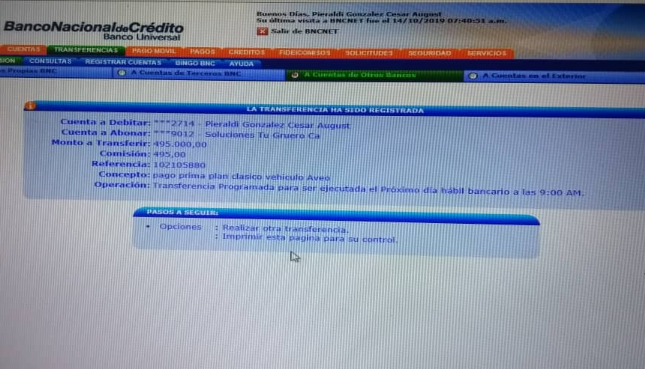 BancoNacionaldeCrédito
Banco Universal
Buenos Días, Pieraldi Gonzalez Cesar August
Su última visita a BNCNET fue el 14/10/2019 07:40:51 a.m.
Salir de BNCNET
CUENTAS TRANSFERENCIAS PAGO MOVIL PAGOS CREDITOS FIDEICOMISOS SOLICITUDES SEGURIDAD SERVICIOS
SIÓN CONSULTAS REGISTRAR CUENTAS BINGO BNC AYUDA
s Propias BNC A Cuentas de Terceros BNC A Cuentas de Otros Bancos A Cuentas en el Exterior
LA TRANSFERENCIA HA SIDO REGISTRADA
Cuenta a Debitar: ***2714 - Pieraldi Gonzalez Cesar August
Cuenta a Abonar: ***9012 - Soluciones Tu Gruero Ca
Monto a Transferir: 495.000,00
Comisión: 495,00
Referencia: 102105880
Concepto: pago prima plan clasico vehiculo Aveo
Operación: Transferencia Programada para ser ejecutada el Próximo día hábil bancario a las 9:00 AM.
PASOS A SEGUIR:
• Opciones : Realizar otra transferencia.
: Imprimir esta pagina para su control.